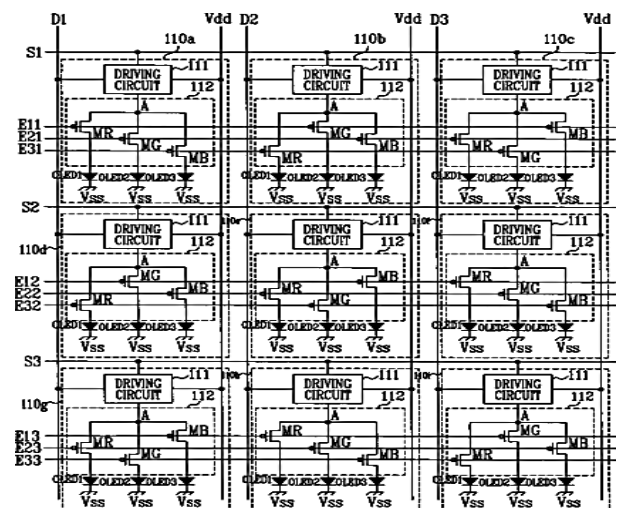 D1 Vdd D2 Vdd D3 Vdd
110a 110b 110c
S1
111 111 111
DRIVING CIRCUIT DRIVING CIRCUIT DRIVING CIRCUIT
112 112 112
A A A
E11
E21
E31
MR MG MB MR MG MB MR MG MB
OLED1 OLED2 OLED3 OLED1 OLED2 OLED3 OLED1 OLED2 OLED3
VSS VSS VSS VSS VSS VSS VSS VSS VSS
S2
111 111 111
110d
DRIVING CIRCUIT DRIVING CIRCUIT DRIVING CIRCUIT
112 112 112
A A A
E12
E22
E32
MR MG MB MR MG MB MR MG MB
OLED1 OLED2 OLED3 OLED1 OLED2 OLED3 OLED1 OLED2 OLED3
VSS VSS VSS VSS VSS VSS VSS VSS VSS
S3
111 111 111
DRIVING CIRCUIT DRIVING CIRCUIT DRIVING CIRCUIT
110g
112 112 112
A A A
E13
E23
E33
MR MG MB MR MG MB MR MG MB
OLED1 OLED2 OLED3 OLED1 OLED2 OLED3 OLED1 OLED2 OLED3
VSS VSS VSS VSS VSS VSS VSS VSS VSS